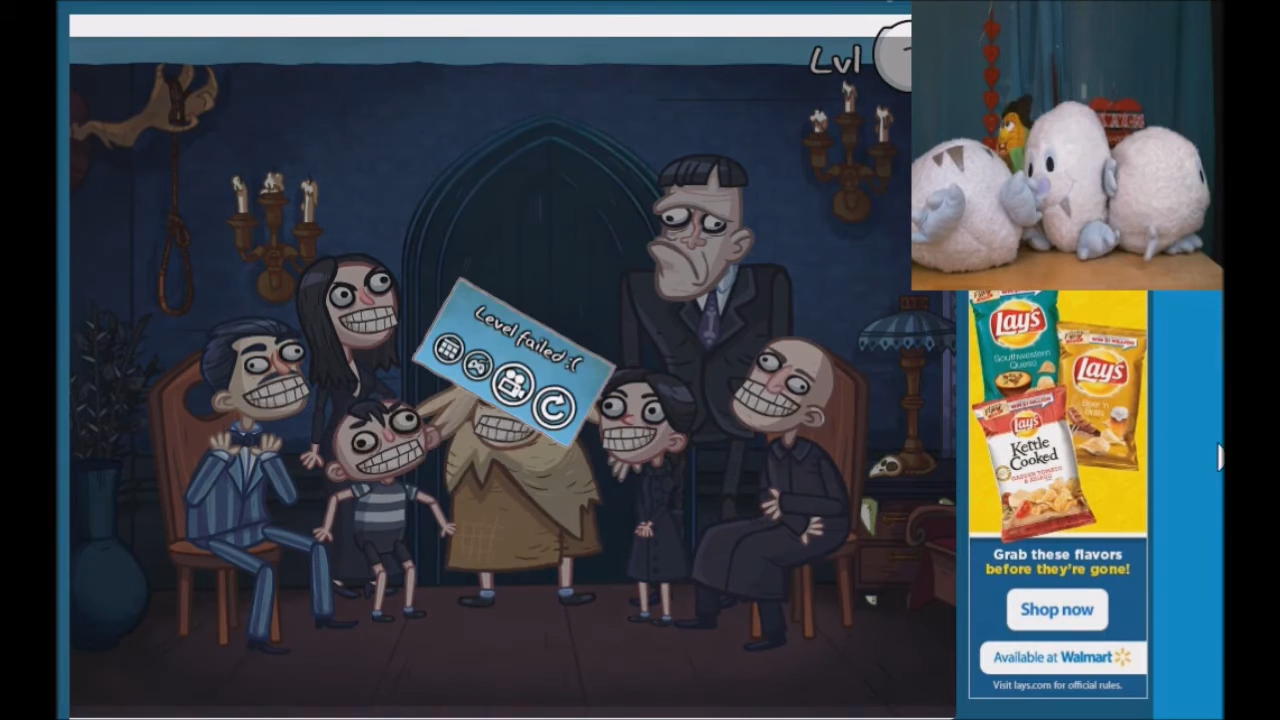 Lvl
Level failed :(
Lay's
Southwestern
Queso
Lay's
Beer n'
Brats
Lay's
Kettle
Cooked
Grab these flavors
before they're gone!
Shop now
Available at Walmart
Visit lays.com for official rules.